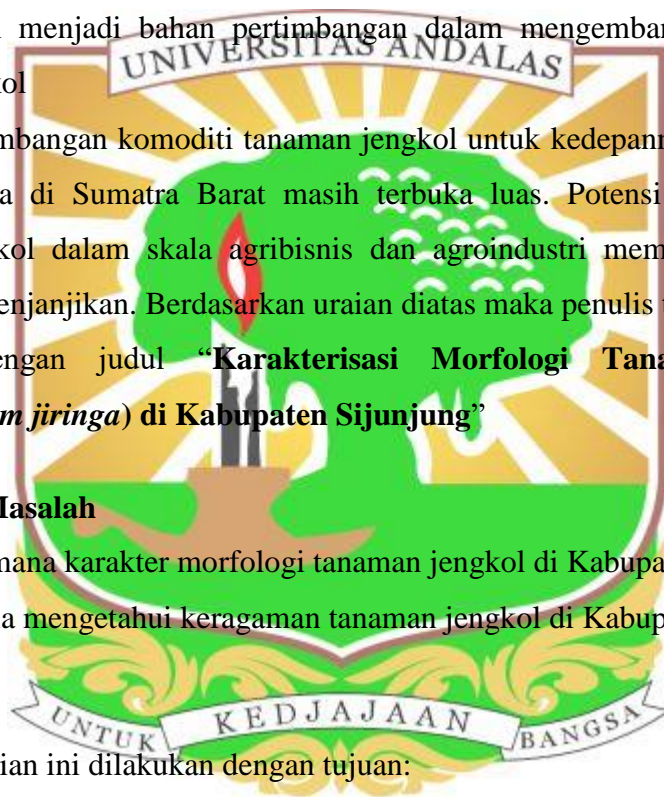 menjadi bahan pertimbangan dalam mengemban
UNIVERSITAS ANDALAS
kol
mbangan komoditi tanaman jengkol untuk kedepann
a di Sumatra Barat masih terbuka luas. Potensi
kol dalam skala agribisnis dan agroindustri mem
enjanjikan. Berdasarkan uraian diatas maka penulis
engan judul “Karakterisasi Morfologi Tana
m jiringa) di Kabupaten Sijunjung”
Masalah
mana karakter morfologi tanaman jengkol di Kabupa
a mengetahui keragaman tanaman jengkol di Kabup
UNTUK KEDJAJAAN BANGSA
ian ini dilakukan dengan tujuan: